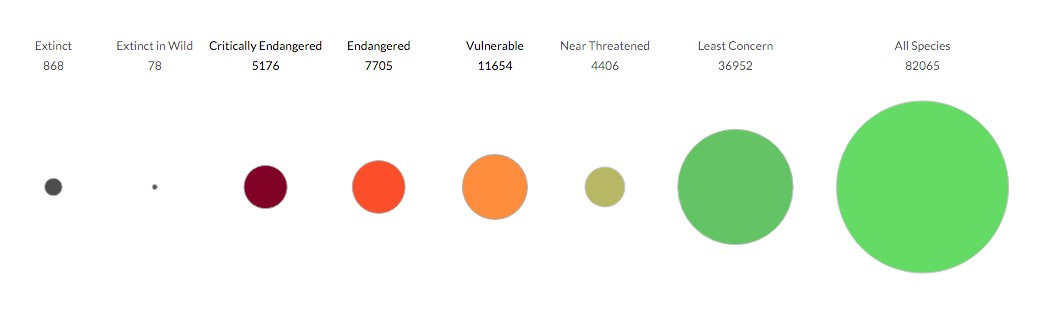 Extinct Extinct in Wild Critically Endangered Endangered Vulnerable Near Threatened Least Concern All Species
868 78 5176 7705 11654 4406 36952 82065